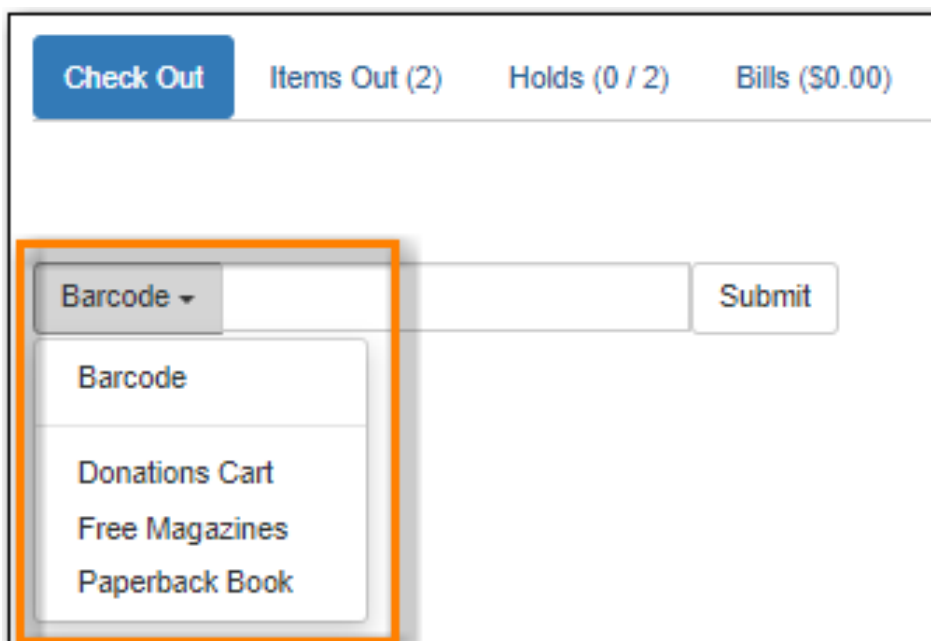 Check Out Items Out (2) Holds (0 / 2) Bills ($0.00)
Barcode Submit
Barcode
Donations Cart
Free Magazines
Paperback Book